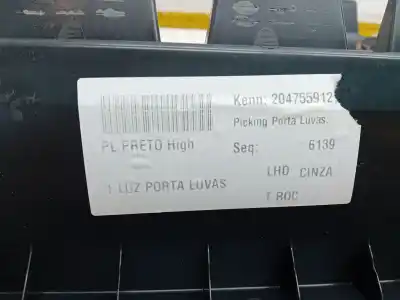 Kenn: 204755912
Picking Porta Luvas.
PL PRETO High
Seq: 6139
LHD CINZA
1 LUZ PORTA LUVAS
T ROC